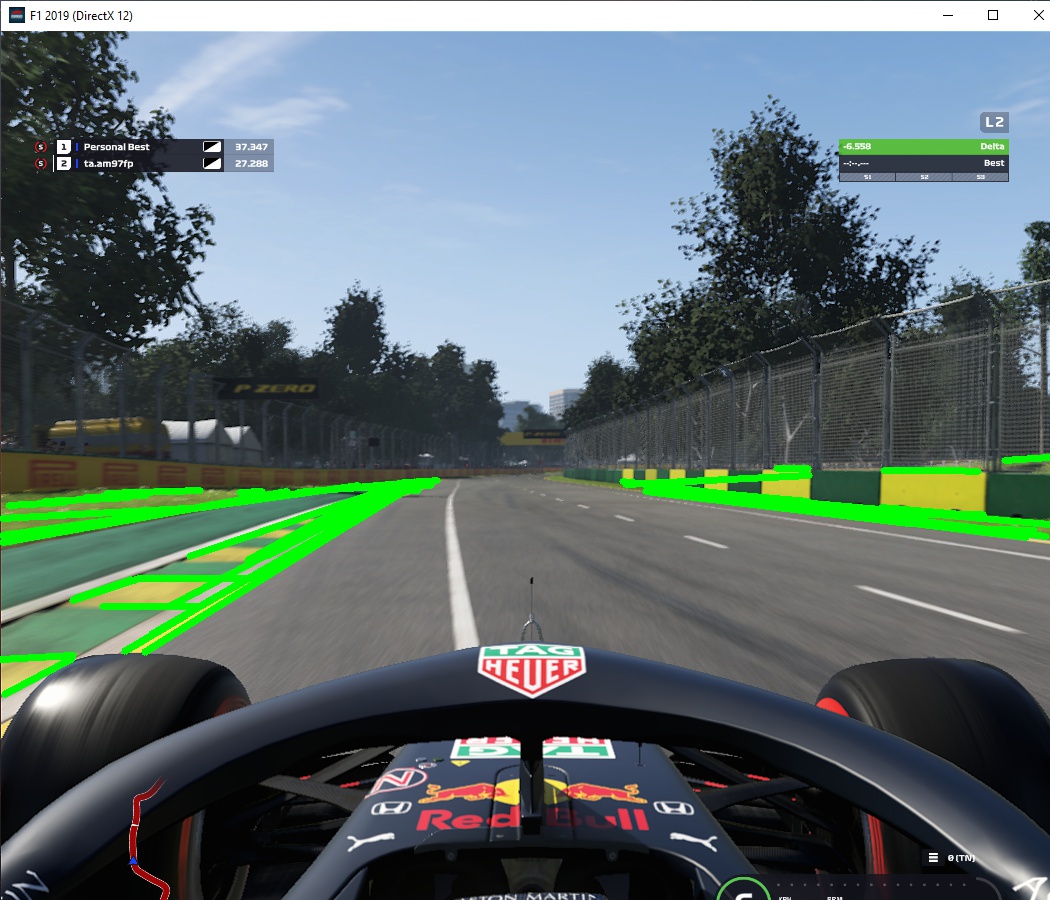 F1 2019 (DirectX 12)
L2
S 1 Personal Best 37.347
S 2 ta.am97fp 27.288
-6.558 Delta
--:--.--- Best
S1 S2 S3
P ZERO
TAG
HEUER
TAG
Red Bull
0 (TN)